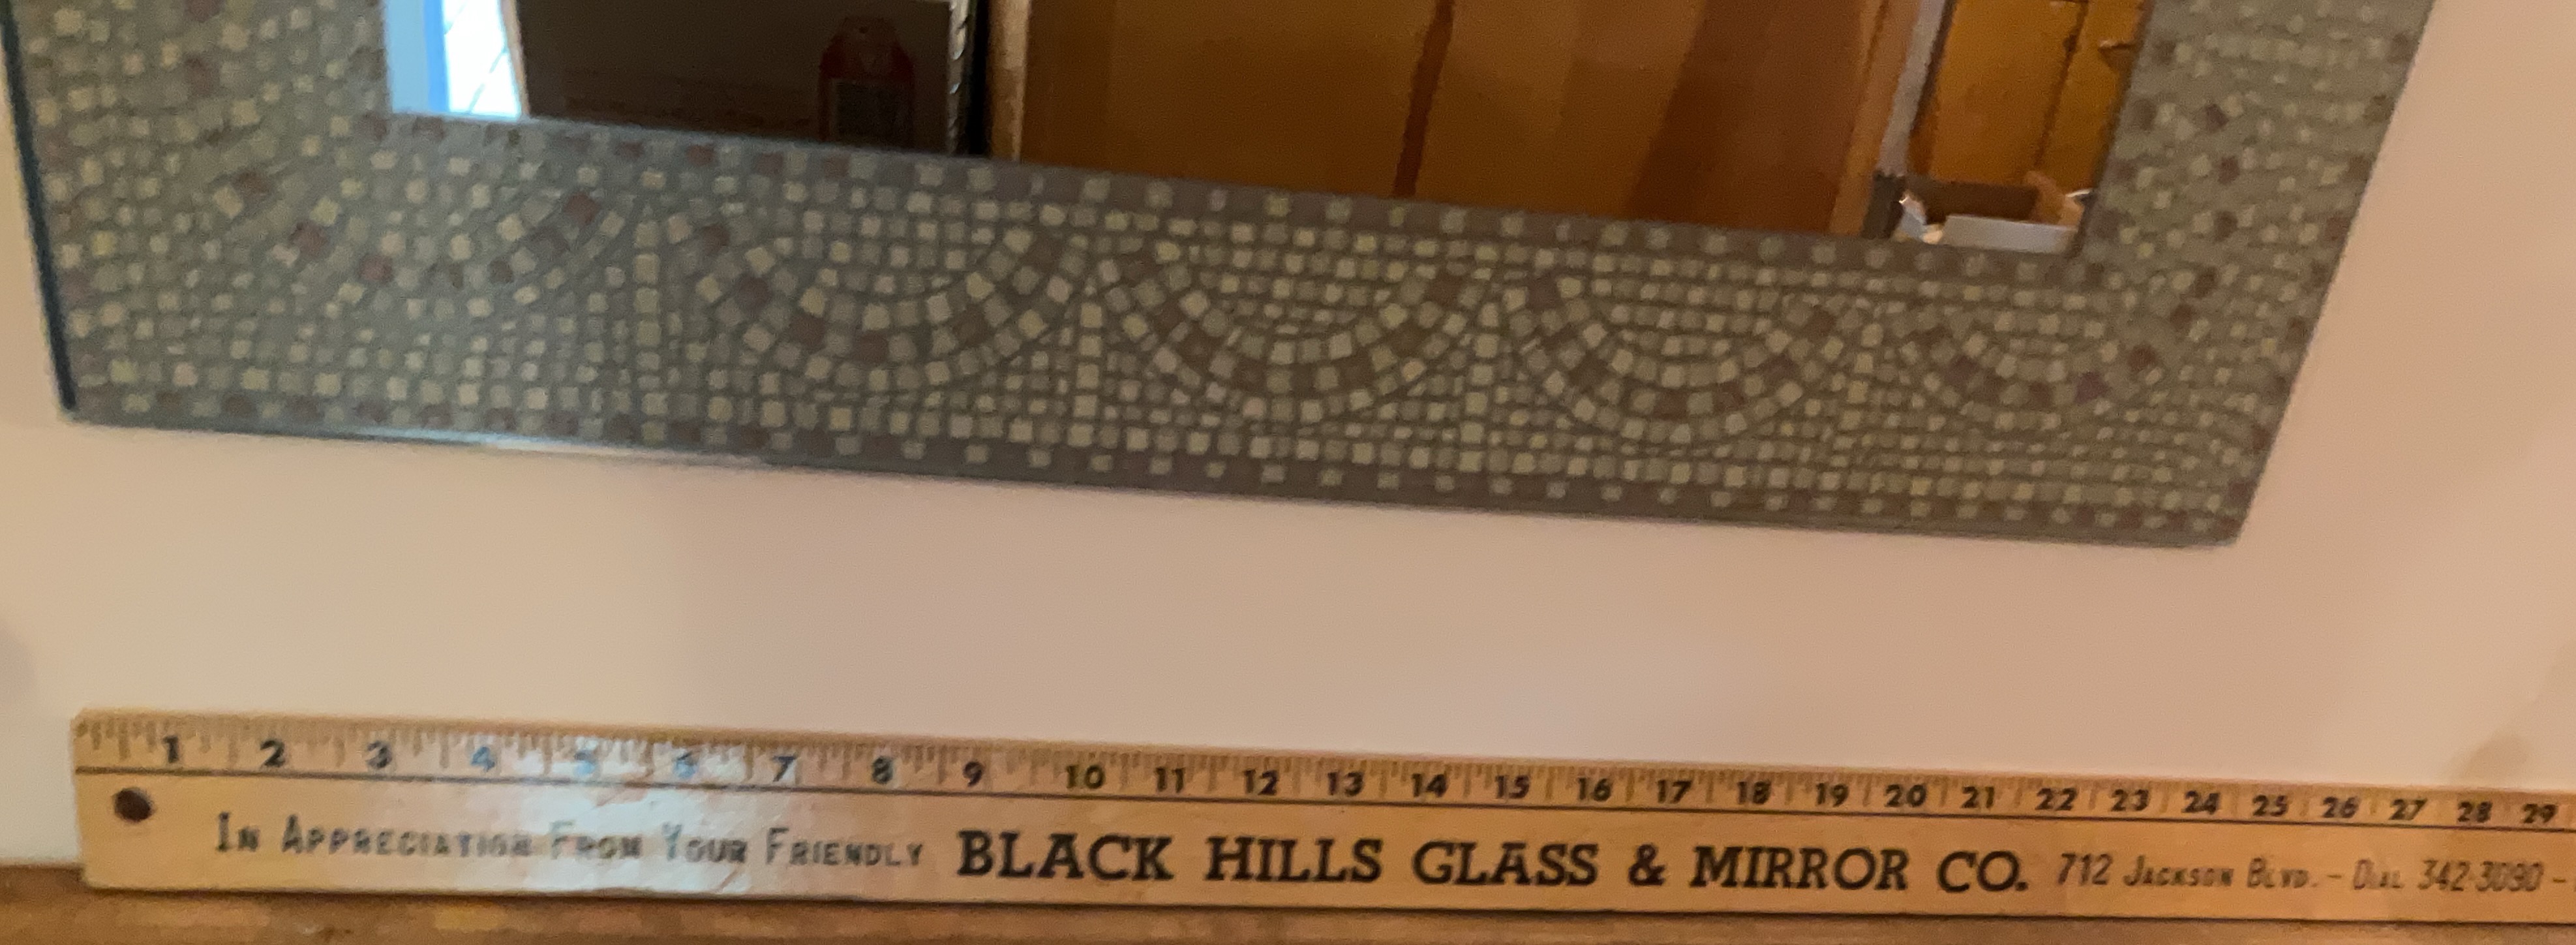 1 2 3 4 5 6 7 8 9 10 11 12 13 14 15 16 17 18 19 20 21 22 23 24 25 26 27 28 29
IN APPRECIATION FROM YOUR FRIENDLY BLACK HILLS GLASS & MIRROR CO. 712 JACKSON BLVD. - DIAL 342-3090 -